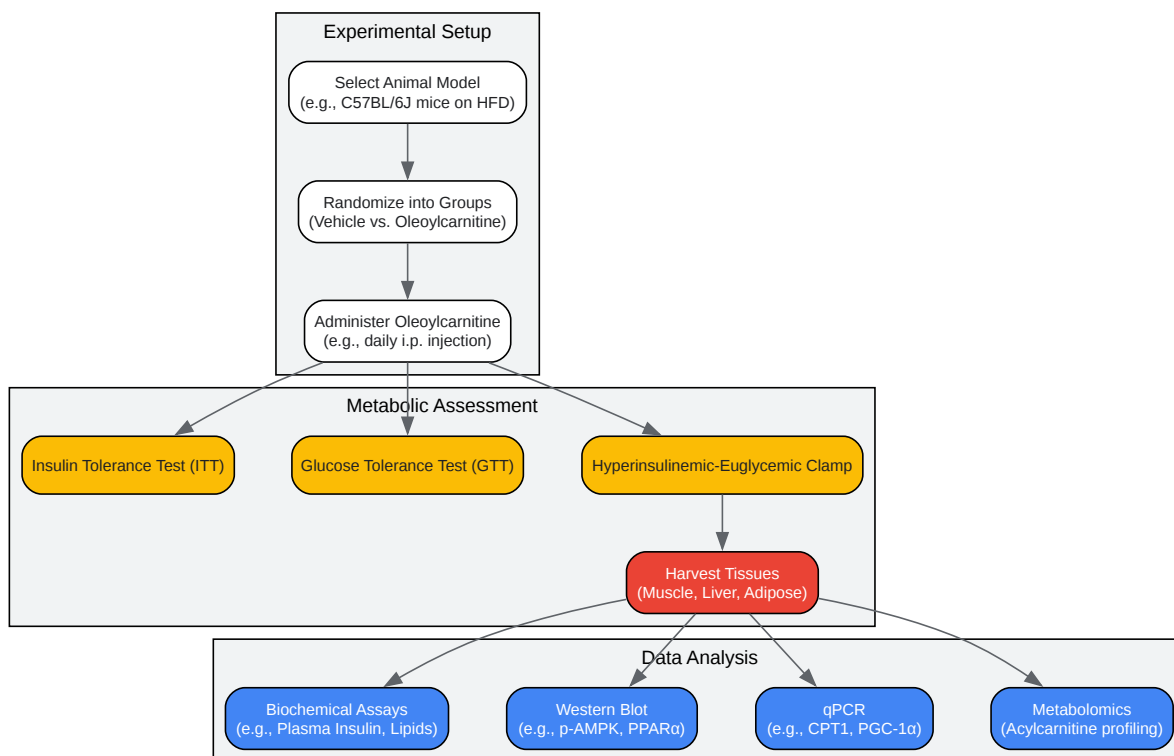 Experimental Setup
Select Animal Model
(e.g., C57BL/6J mice on HFD)
Randomize into Groups
(Vehicle vs. Oleoylcarnitine)
Administer Oleoylcarnitine
(e.g., daily i.p. injection)
Metabolic Assessment
Insulin Tolerance Test (ITT)
Glucose Tolerance Test (GTT)
Hyperinsulinemic-Euglycemic Clamp
Harvest Tissues
(Muscle, Liver, Adipose)
Data Analysis
Biochemical Assays
(e.g., Plasma Insulin, Lipids)
Western Blot
(e.g., p-AMPK, PPARα)
qPCR
(e.g., CPT1, PGC-1α)
Metabolomics
(Acylcarnitine profiling)